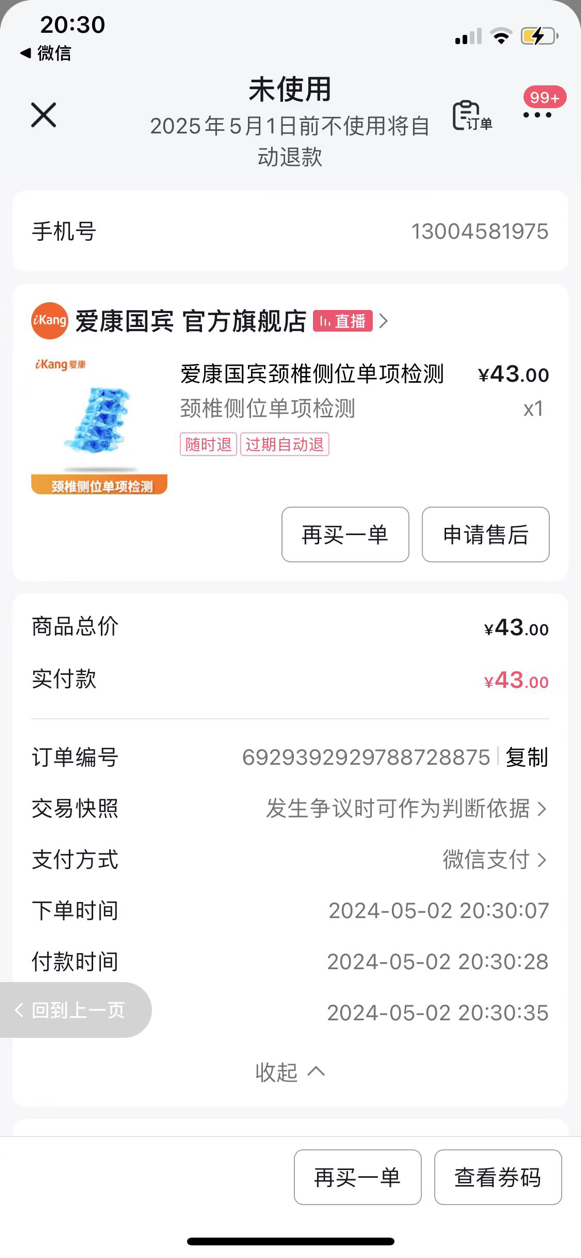 20:30
微信
未使用
2025年5月1日前不使用将自
动退款
订单
99+
手机号
13004581975
iKang
爱康国宾 官方旗舰店
直播
iKang爱康
颈椎侧位单项检测
爱康国宾颈椎侧位单项检测
¥43.00
颈椎侧位单项检测
x1
随时退 过期自动退
再买一单
申请售后
商品总价
¥43.00
实付款
¥43.00
订单编号
6929392929788728875
复制
交易快照
发生争议时可作为判断依据
支付方式
微信支付
下单时间
2024-05-02 20:30:07
付款时间
2024-05-02 20:30:28
回到上一页
2024-05-02 20:30:35
收起
再买一单
查看券码